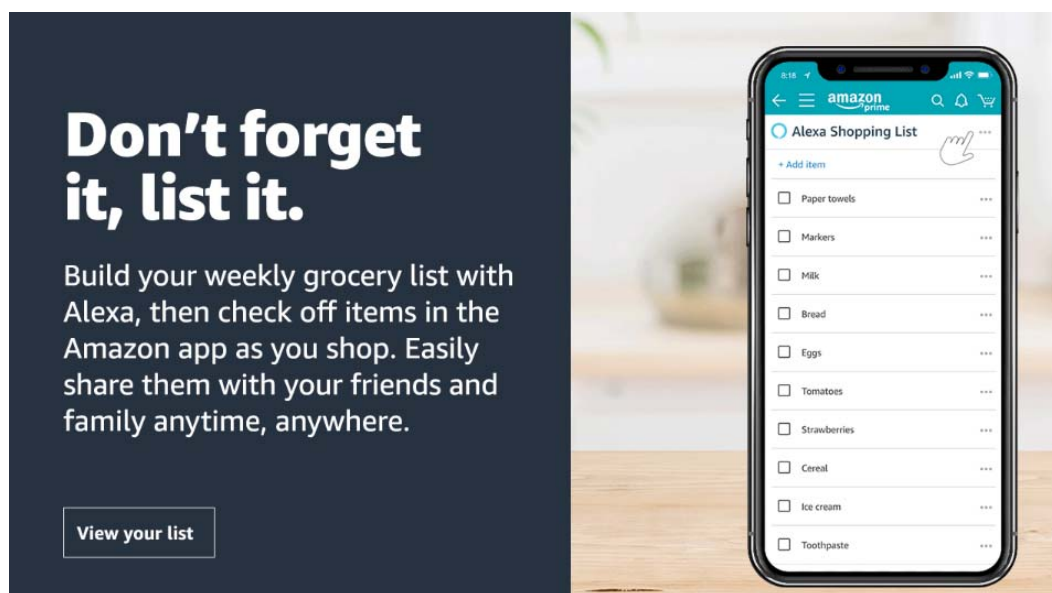 Don't forget
it, list it.
Build your weekly grocery list with
Alexa, then check off items in the
Amazon app as you shop. Easily
share them with your friends and
family anytime, anywhere.
View your list
8:18
amazon
prime
Alexa Shopping List
+ Add item
Paper towels
Markers
Milk
Bread
Eggs
Tomatoes
Strawberries
Cereal
Ice cream
Toothpaste